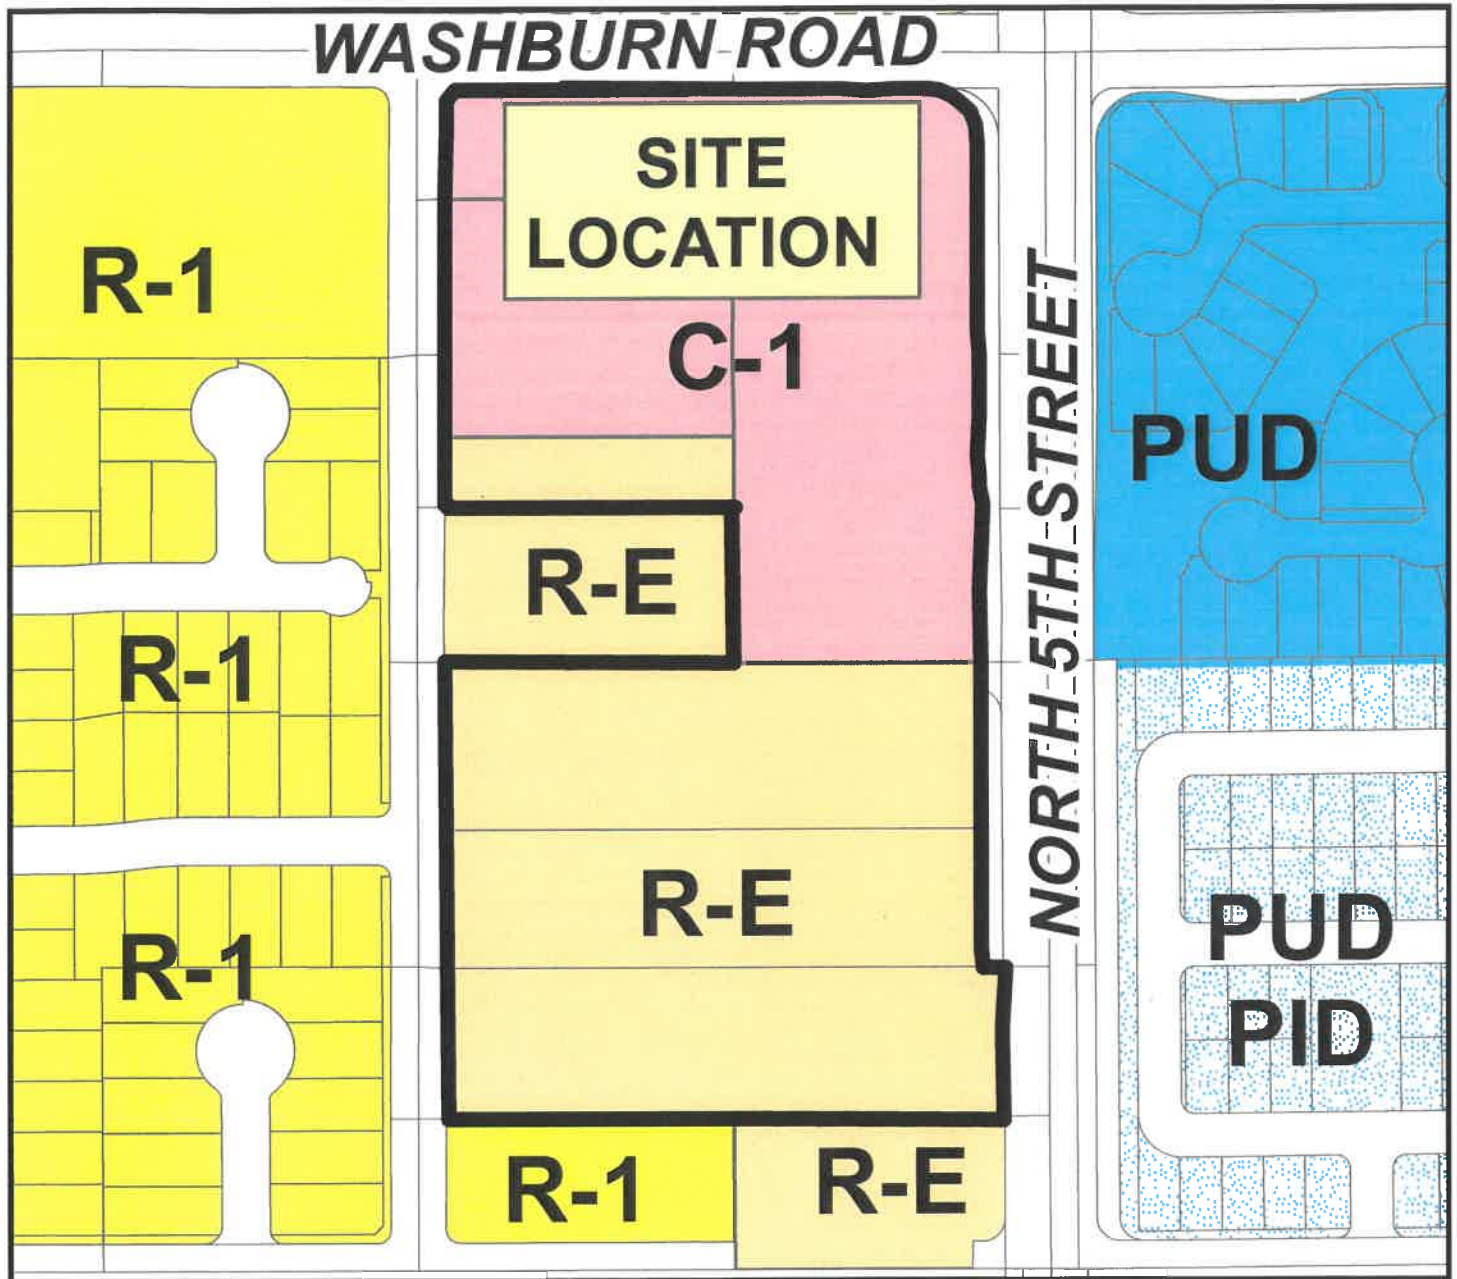 WASHBURN ROAD
SITE
LOCATION
R-1
C-1
NORTH 5TH STREET
PUD
R-E
R-1
R-E
PUD
PID
R-1
R-1
R-E